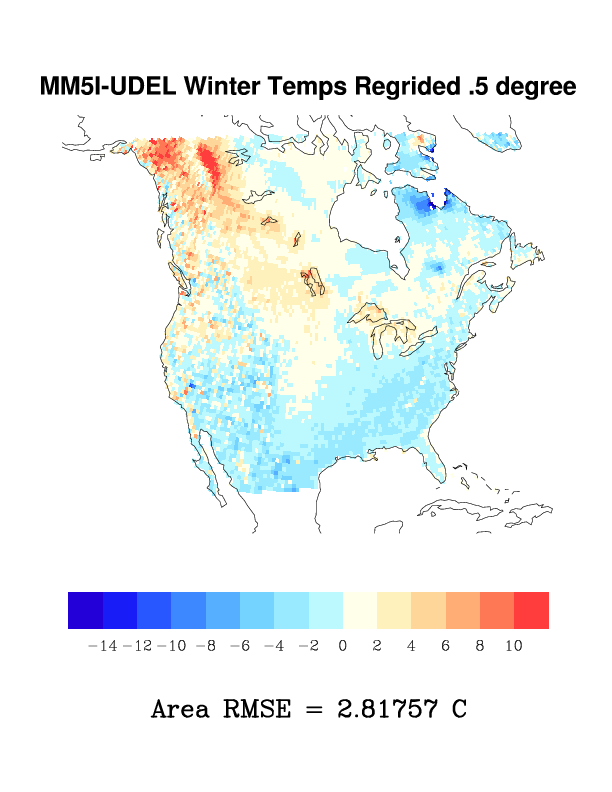 MM5I-UDEL Winter Temps Regrided .5 degree
−14 −12 −10 −8 −6 −4 −2 0 2 4 6 8 10
Area RMSE = 2.81757 C